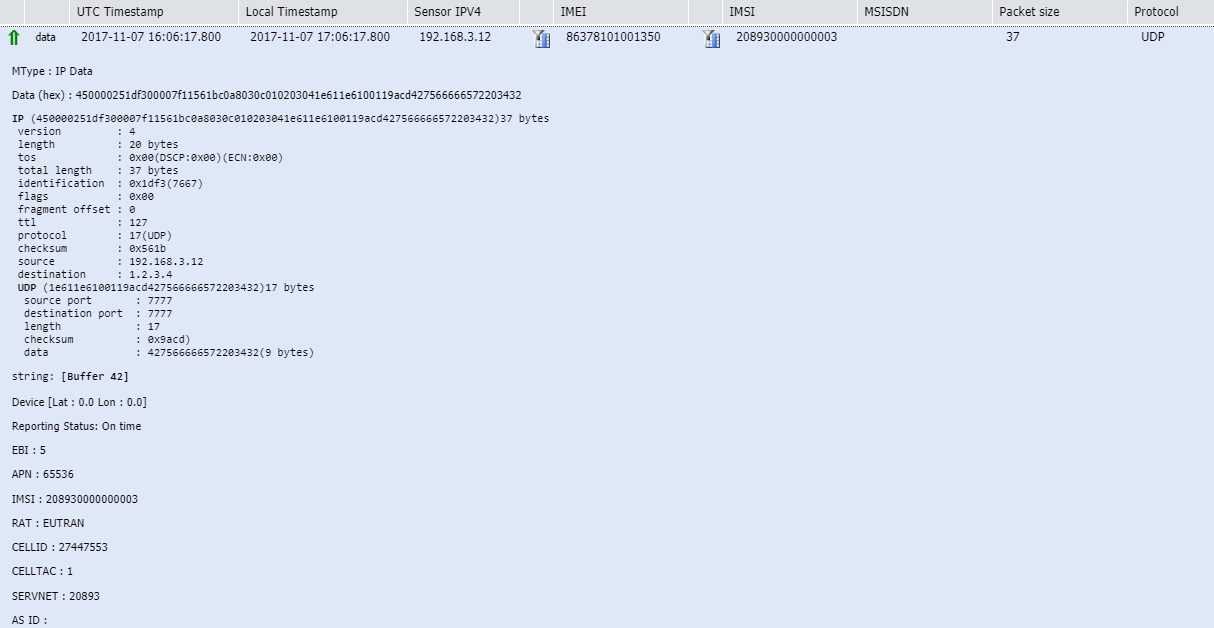 UTC Timestamp Local Timestamp Sensor IPV4 IMEI IMSI MSISDN Packet size Protocol
data 2017-11-07 16:06:17.800 2017-11-07 17:06:17.800 192.168.3.12 86378101001350 208930000000003 37 UDP
MType : IP Data
Data (hex) : 450000251df300007f11561bc0a8030c010203041e611e6100119acd427566666572203432
IP (450000251df300007f11561bc0a8030c010203041e611e6100119acd427566666572203432)37 bytes
version : 4
length : 20 bytes
tos : 0x00(DSCP:0x00)(ECN:0x00)
total length : 37 bytes
identification : 0x1df3(7667)
flags : 0x00
fragment offset : 0
ttl : 127
protocol : 17(UDP)
checksum : 0x561b
source : 192.168.3.12
destination : 1.2.3.4
UDP (1e611e6100119acd427566666572203432)17 bytes
source port : 7777
destination port : 7777
length : 17
checksum : 0x9acd)
data : 427566666572203432(9 bytes)
string: [Buffer 42]
Device [Lat : 0.0 Lon : 0.0]
Reporting Status: On time
EBI : 5
APN : 65536
IMSI : 208930000000003
RAT : EUTRAN
CELLID : 27447553
CELLTAC : 1
SERVNET : 20893
AS ID :